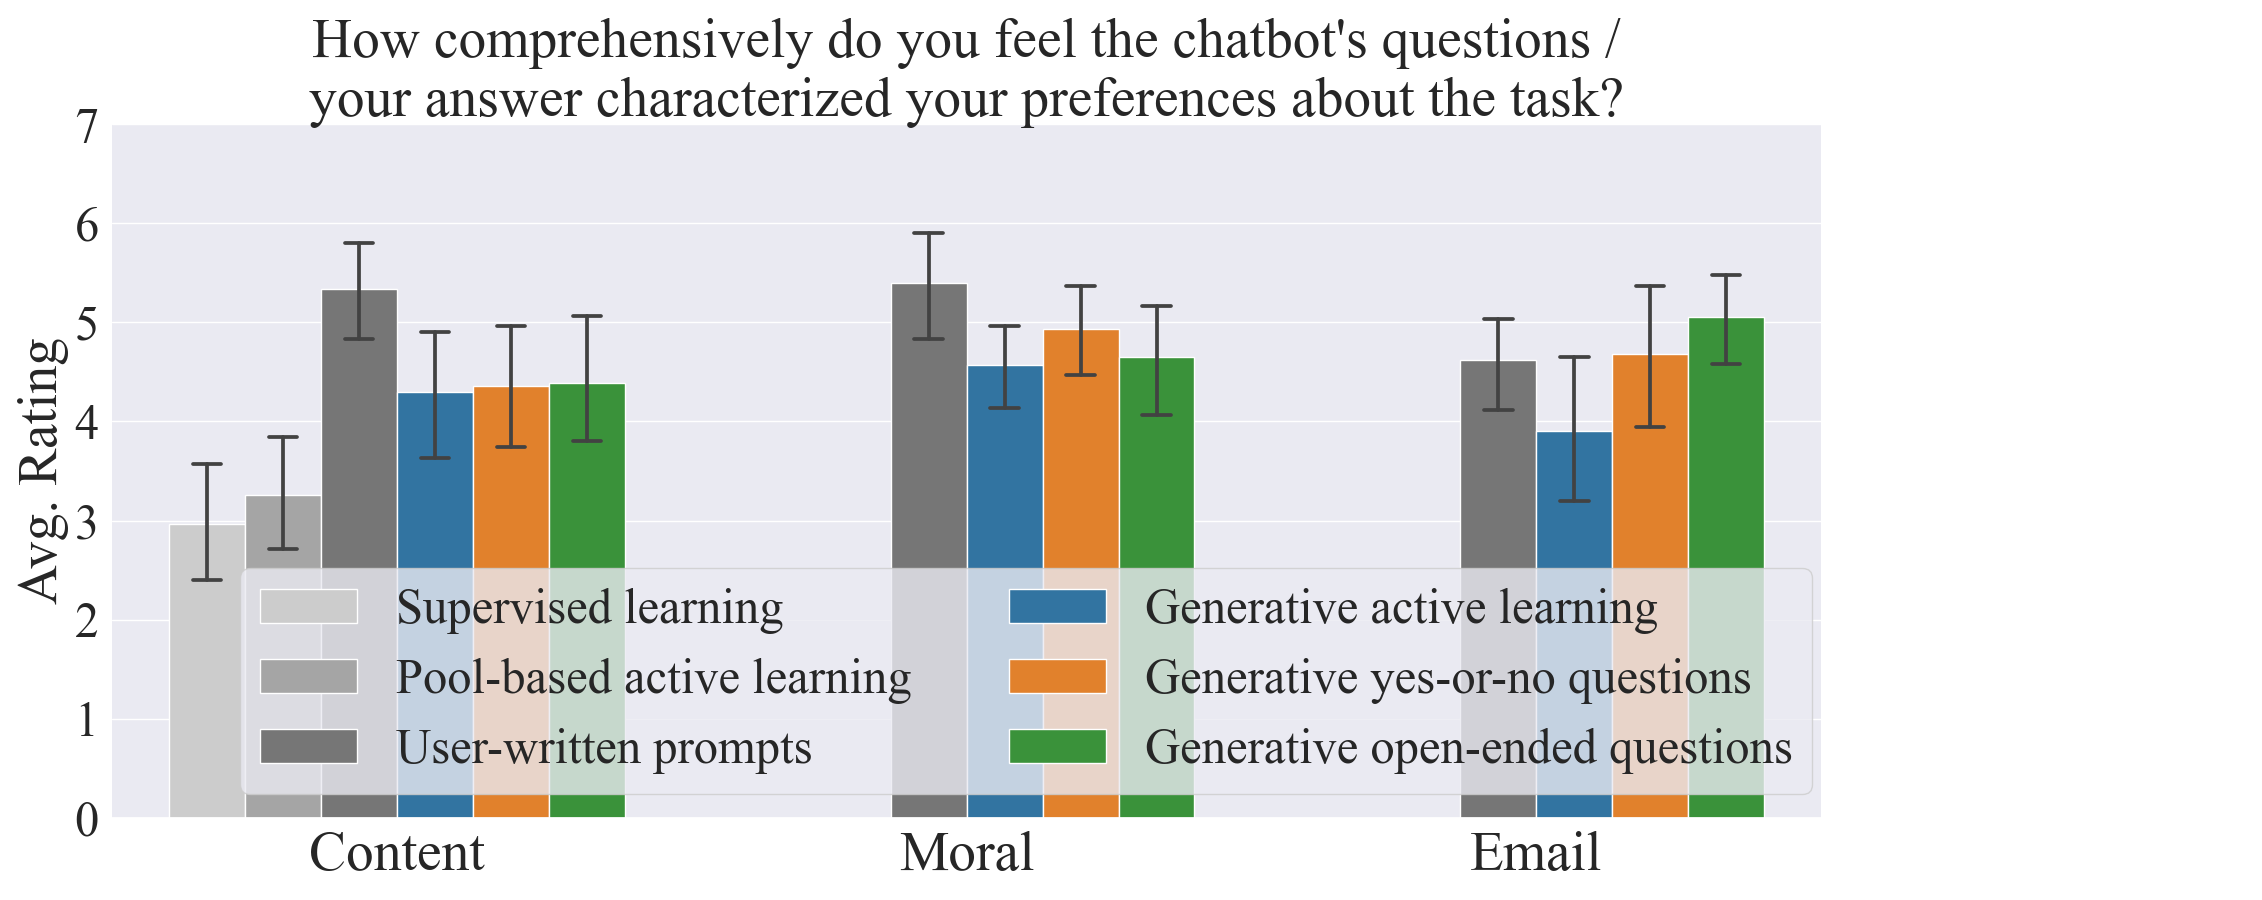 How comprehensively do you feel the chatbot's questions /
your answer characterized your preferences about the task?
Avg. Rating
7
6
5
4
3
2
1
0
Supervised learning
Pool-based active learning
User-written prompts
Generative active learning
Generative yes-or-no questions
Generative open-ended questions
Content
Moral
Email